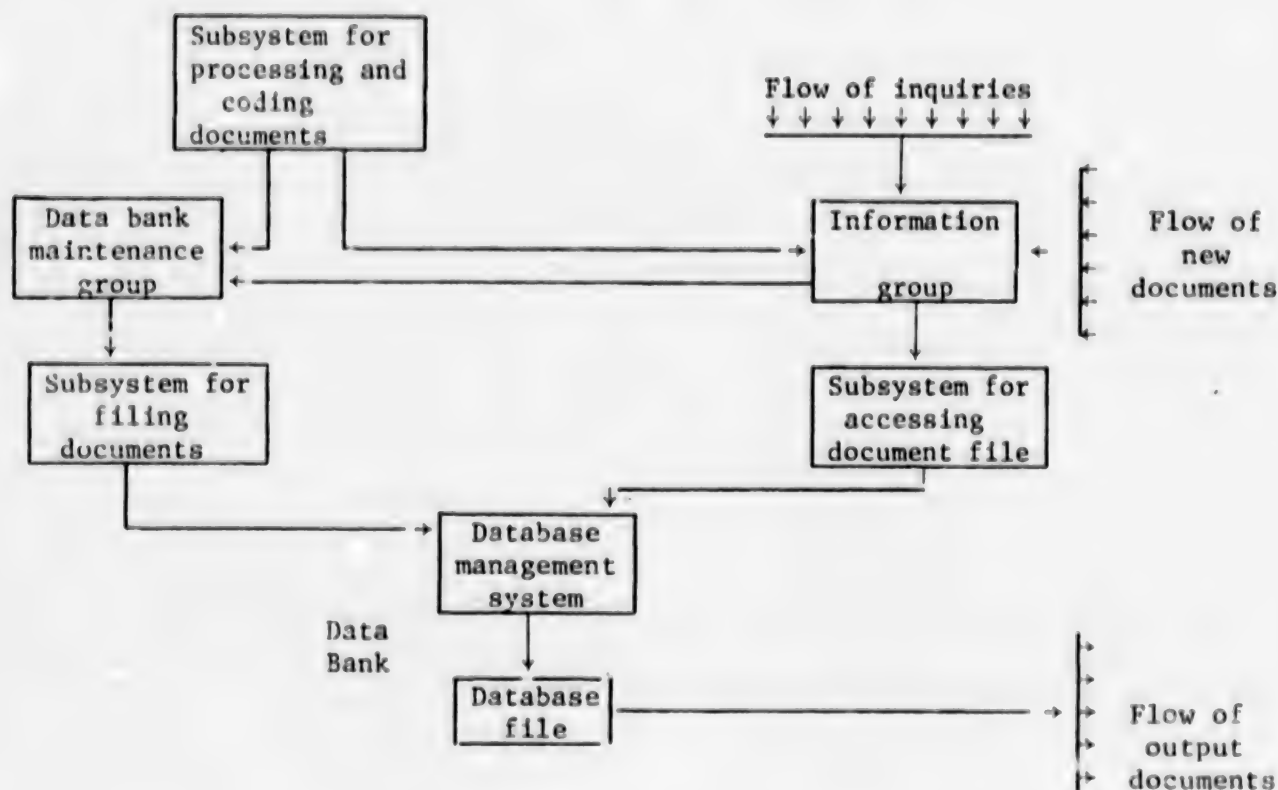 Subsystem for
processing and
coding
documents
Flow of inquiries
Data bank
maintenance
group
Information
group
Flow of
new
documents
Subsystem for
filing
documents
Subsystem for
accessing
document file
Database
management
system
Data
Bank
Database
file
Flow of
output
documents